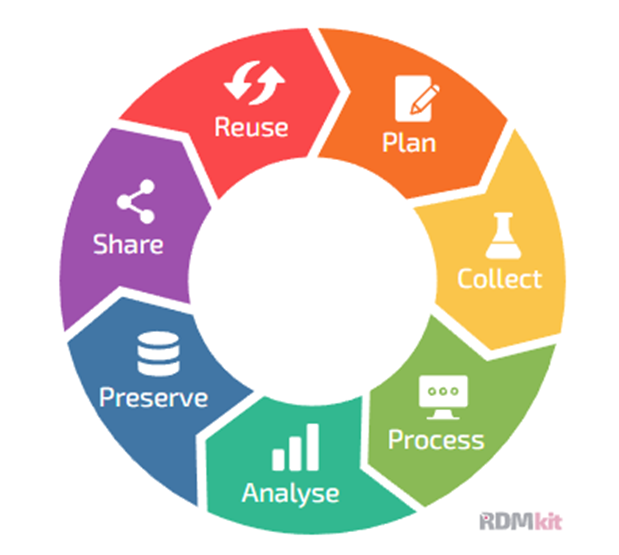 Reuse
Plan
Share
Collect
Preserve
Process
Analyse
RDMkit